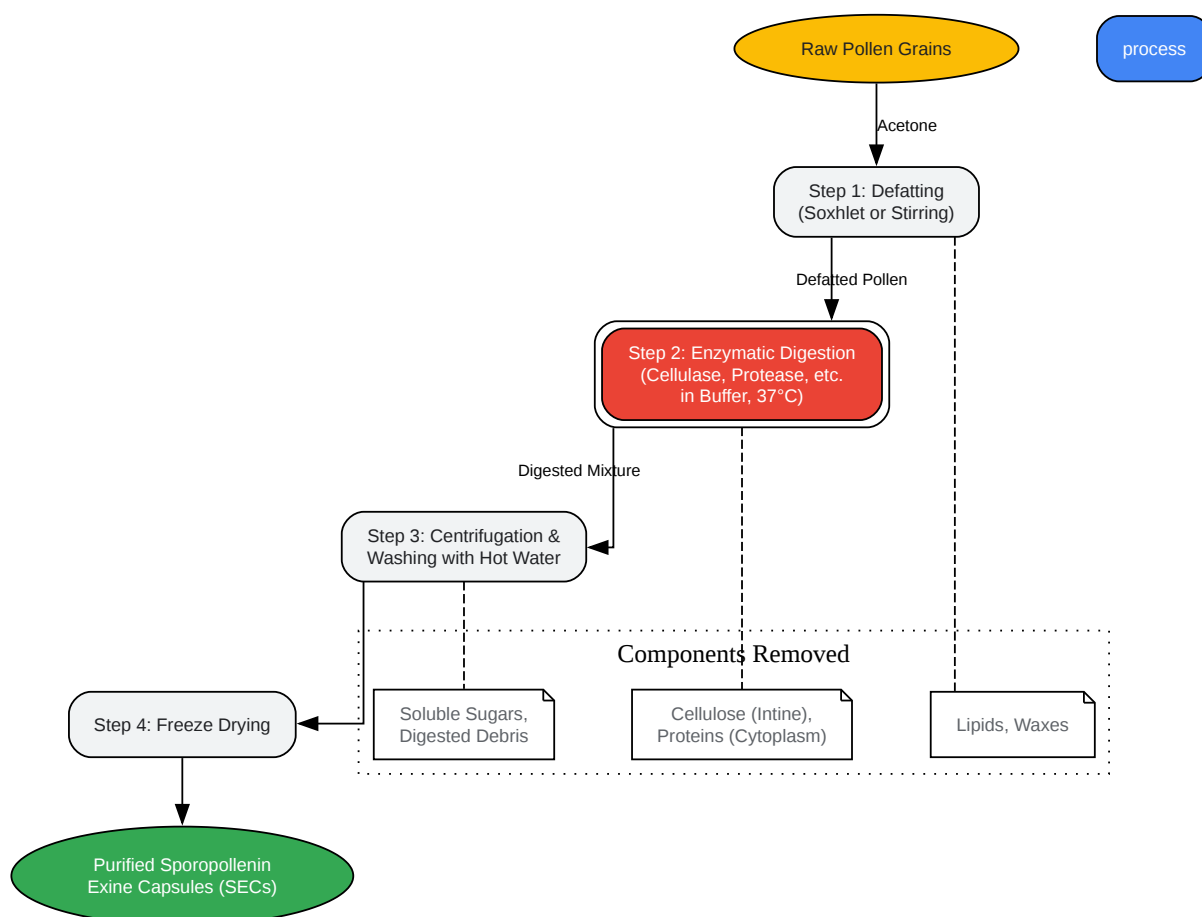 Raw Pollen Grains
process
Acetone
Step 1: Defatting
(Soxhlet or Stirring)
Defatted Pollen
Step 2: Enzymatic Digestion
(Cellulase, Protease, etc.
in Buffer, 37°C)
Digested Mixture
Step 3: Centrifugation &
Washing with Hot Water
Components Removed
Step 4: Freeze Drying
Soluble Sugars,
Digested Debris
Cellulose (Intine),
Proteins (Cytoplasm)
Lipids, Waxes
Purified Sporopollenin
Exine Capsules (SECs)